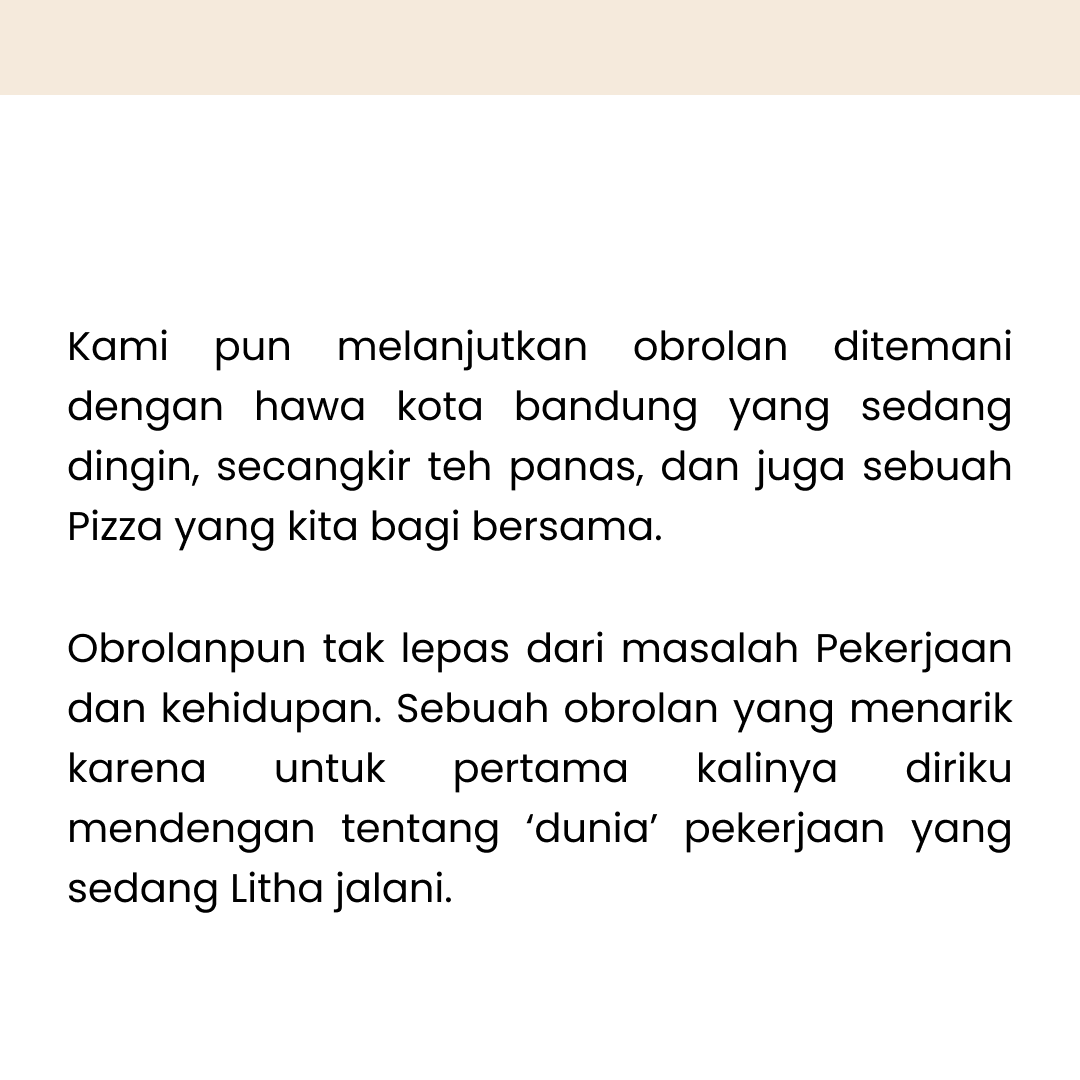 Kami pun melanjutkan obrolan ditemani
dengan hawa kota bandung yang sedang
dingin, secangkir teh panas, dan juga sebuah
Pizza yang kita bagi bersama.
Obrolanpun tak lepas dari masalah Pekerjaan
dan kehidupan. Sebuah obrolan yang menarik
karena untuk pertama kalinya diriku
mendengan tentang ‘dunia’ pekerjaan yang
sedang Litha jalani.